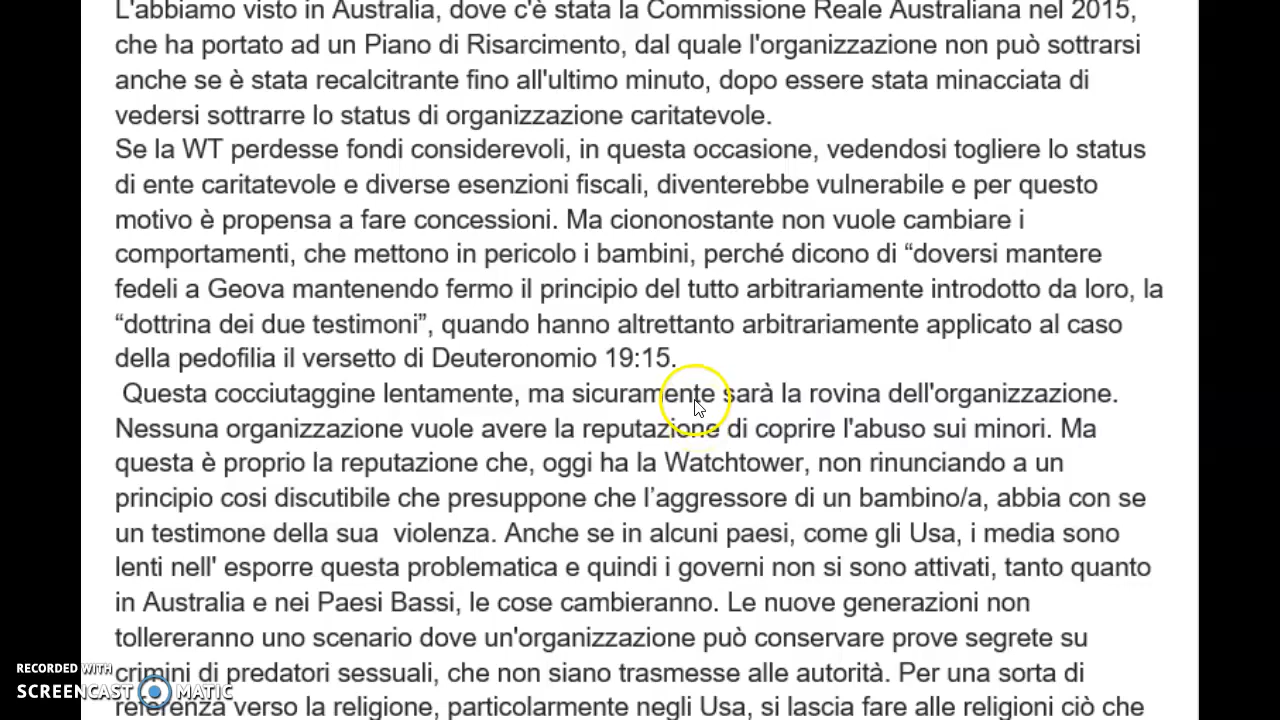 L'abbiamo visto in Australia, dove c'è stata la Commissione Reale Australiana nel 2015,
che ha portato ad un Piano di Risarcimento, dal quale l'organizzazione non può sottrarsi
anche se è stata recalcitrante fino all'ultimo minuto, dopo essere stata minacciata di
vedersi sottrarre lo status di organizzazione caritatevole.
Se la WT perdesse fondi considerevoli, in questa occasione, vedendosi togliere lo status
di ente caritatevole e diverse esenzioni fiscali, diventerebbe vulnerabile e per questo
motivo è propensa a fare concessioni. Ma ciononostante non vuole cambiare i
comportamenti, che mettono in pericolo i bambini, perché dicono di “doversi mantere
fedeli a Geova mantenendo fermo il principio del tutto arbitrariamente introdotto da loro, la
“dottrina dei due testimoni”, quando hanno altrettanto arbitrariamente applicato al caso
della pedofilia il versetto di Deuteronomio 19:15.
Questa cocciutaggine lentamente, ma sicuramente sarà la rovina dell'organizzazione.
Nessuna organizzazione vuole avere la reputazione di coprire l'abuso sui minori. Ma
questa è proprio la reputazione che, oggi ha la Watchtower, non rinunciando a un
principio cosi discutibile che presuppone che l’aggressore di un bambino/a, abbia con se
un testimone della sua  violenza. Anche se in alcuni paesi, come gli Usa, i media sono
lenti nell' esporre questa problematica e quindi i governi non si sono attivati, tanto quanto
in Australia e nei Paesi Bassi, le cose cambieranno. Le nuove generazioni non
tollereranno uno scenario dove un'organizzazione può conservare prove segrete su
crimini di predatori sessuali, che non siano trasmesse alle autorità. Per una sorta di
referenza verso la religione, particolarmente negli Usa, si lascia fare alle religioni ciò che
RECORDED WITH
SCREENCAST MATIC